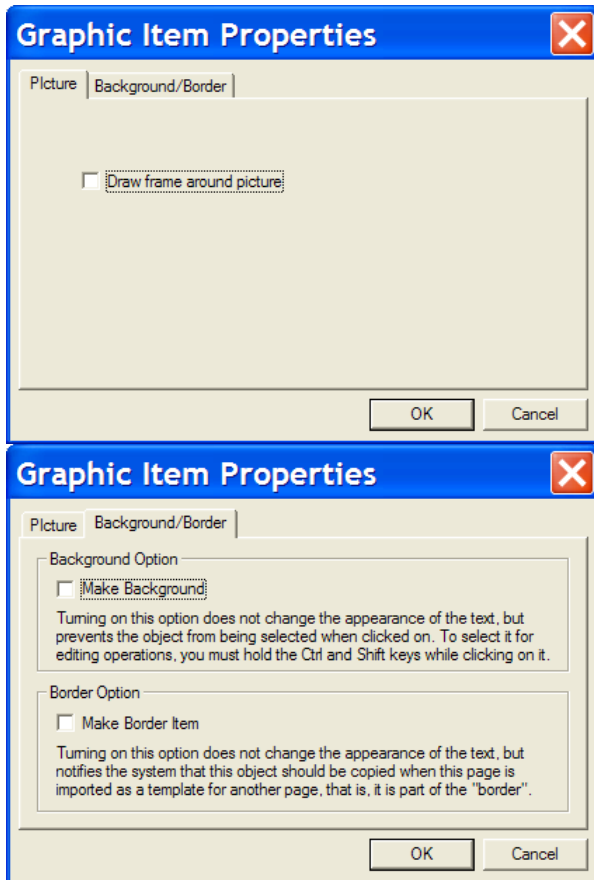 Graphic Item Properties
PIcture
Background/Border
Draw frame around picture
OK
Cancel
Graphic Item Properties
PIcture
Background/Border
Background Option
Make Background
Turning on this option does not change the appearance of the text, but
prevents the object from being selected when clicked on. To select it for
editing operations, you must hold the Ctrl and Shift keys while clicking on it.
Border Option
Make Border Item
Turning on this option does not change the appearance of the text, but
notifies the system that this object should be copied when this page is
imported as a template for another page, that is, it is part of the "border".
OK
Cancel